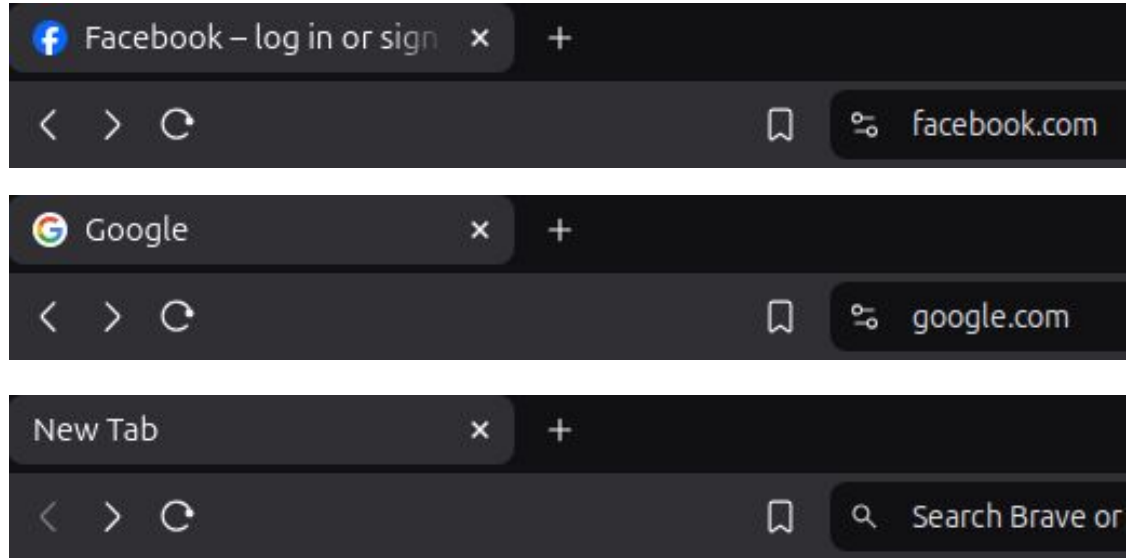 Facebook – log in or sign
facebook.com
Google
google.com
New Tab
Search Brave or